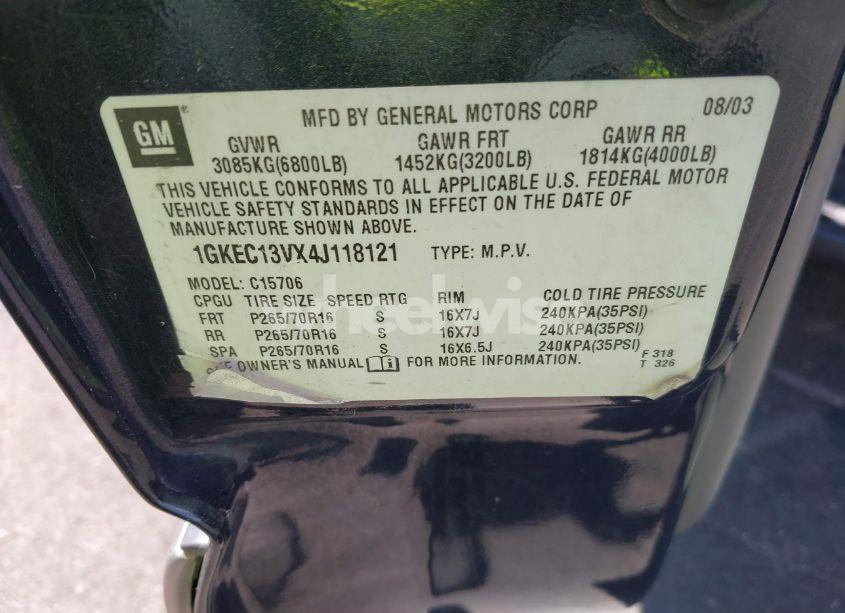 GM
MFD BY GENERAL MOTORS CORP 08/03
GVWR GAWR FRT GAWR RR
3085KG(6800LB) 1452KG(3200LB) 1814KG(4000LB)
THIS VEHICLE CONFORMS TO ALL APPLICABLE U.S. FEDERAL MOTOR
VEHICLE SAFETY STANDARDS IN EFFECT ON THE DATE OF
MANUFACTURE SHOWN ABOVE.
1GKEC13VX4J118121 TYPE: M.P.V.
MODEL: C15706
CPGU TIRE SIZE SPEED RTG RIM COLD TIRE PRESSURE
FRT P265/70R16 S 16X7J 240KPA(35PSI)
RR P265/70R16 S 16X7J 240KPA(35PSI)
SPA P265/70R16 S 16X6.5J 240KPA(35PSI)
F 318
OWNER'S MANUAL FOR MORE INFORMATION. T 326